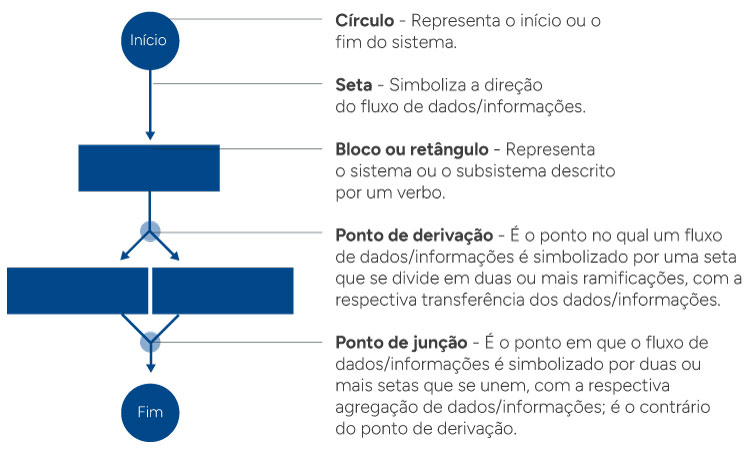 Início
Círculo - Representa o início ou o
fim do sistema.
Seta - Simboliza a direção
do fluxo de dados/informações.
Bloco ou retângulo - Representa
o sistema ou o subsistema descrito
por um verbo.
Ponto de derivação - É o ponto no qual um fluxo
de dados/informações é simbolizado por uma seta
que se divide em duas ou mais ramificações, com a
respectiva transferência dos dados/informações.
Ponto de junção - É o ponto em que o fluxo de
dados/informações é simbolizado por duas ou
mais setas que se unem, com a respectiva
agregação de dados/informações; é o contrário
do ponto de derivação.
Fim